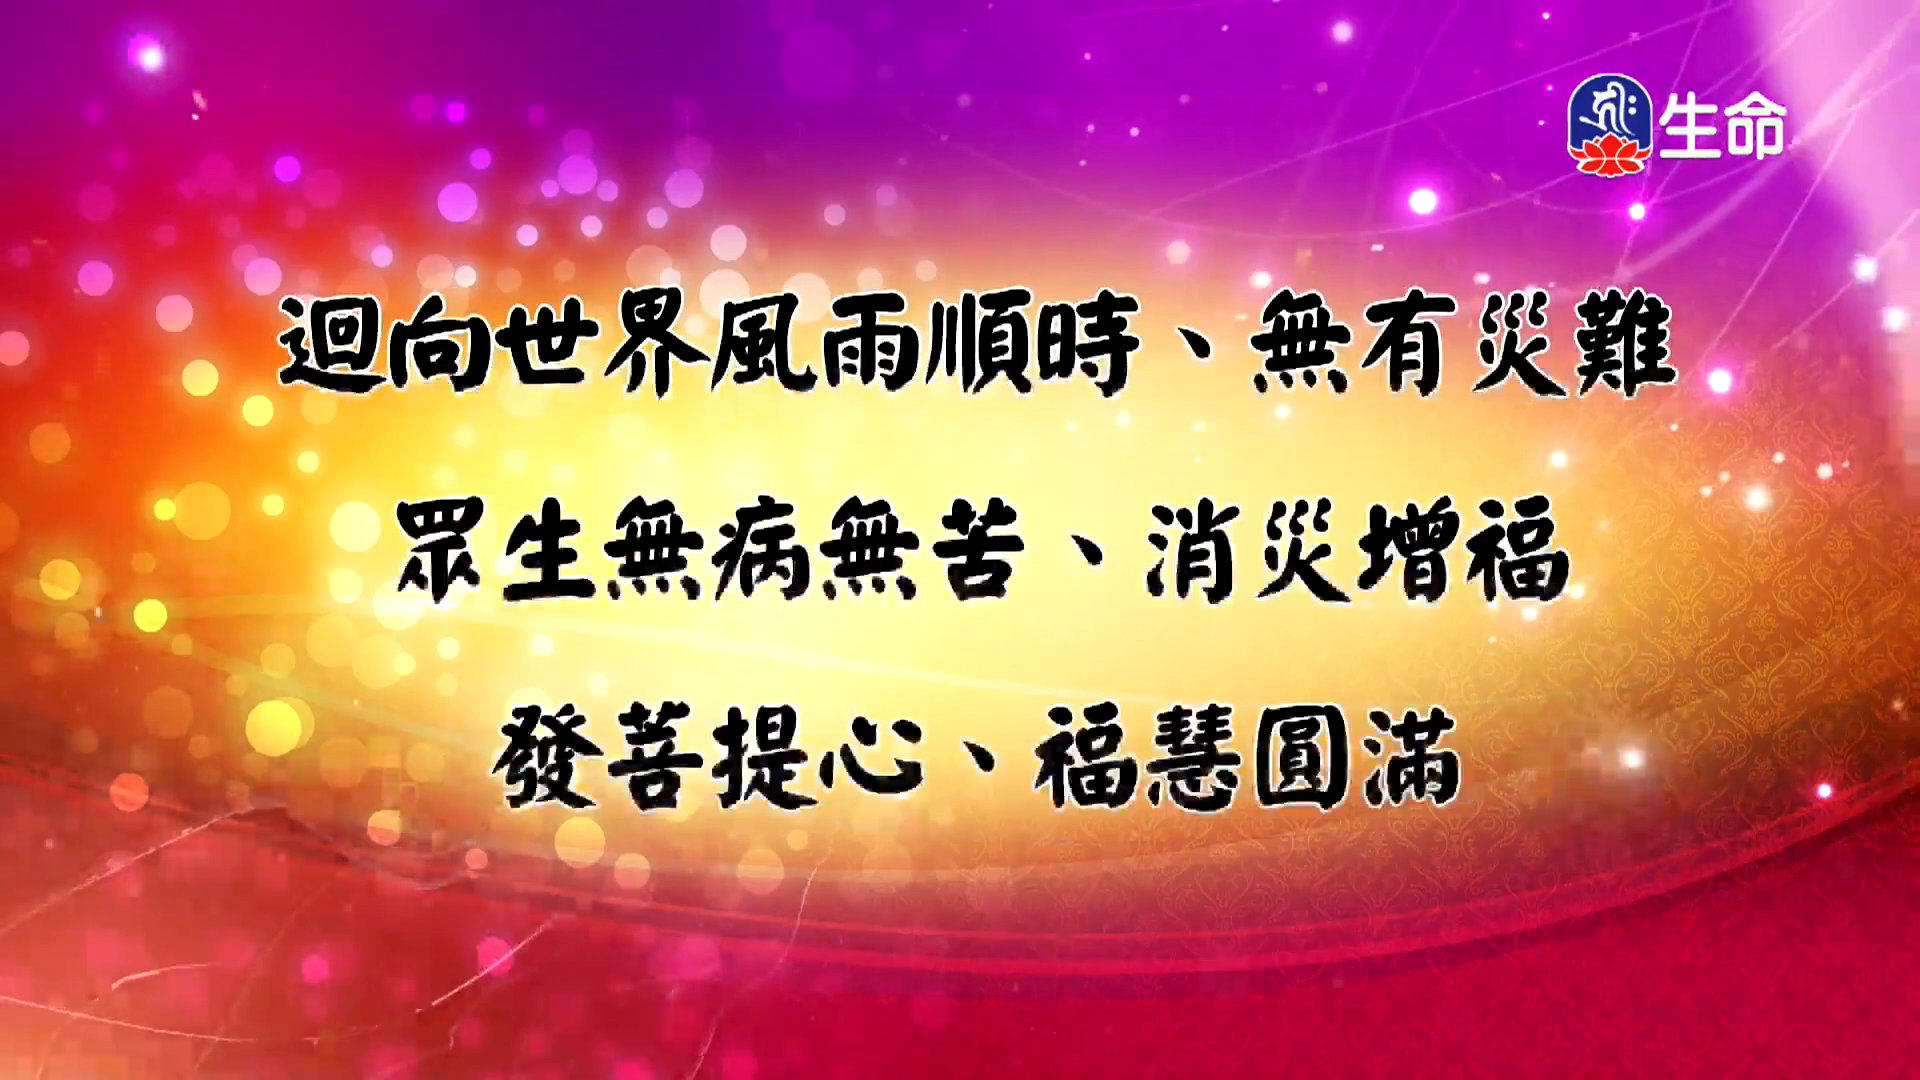 生命
迴向世界風雨順時、無有災難
眾生無病無苦、消災增福
發菩提心、福慧圓滿